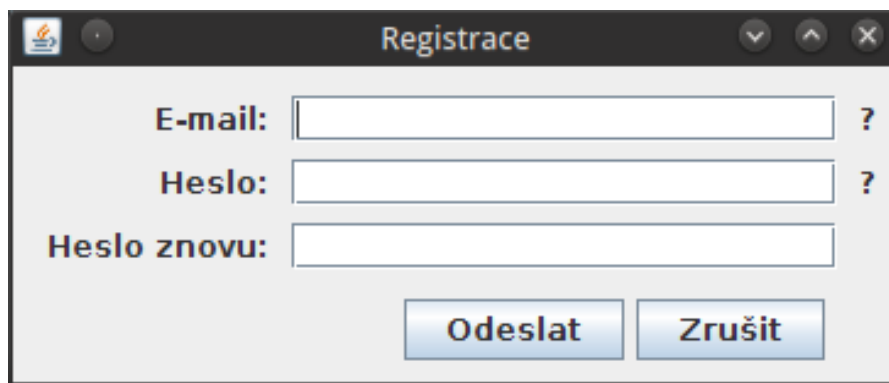 Registrace
E-mail: ?
Heslo: ?
Heslo znovu:
Odeslat Zrušit